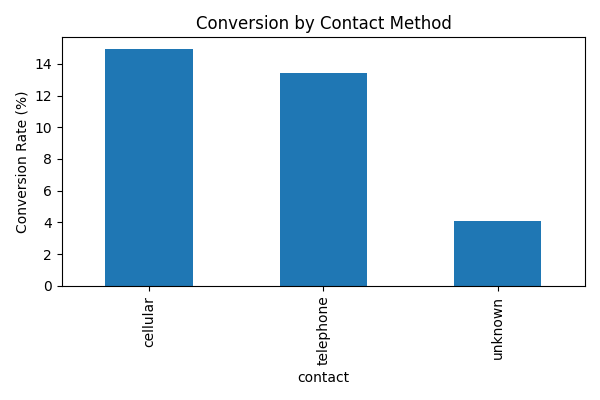 Conversion by Contact Method
Conversion Rate (%)
14
12
10
8
6
4
2
0
cellular
telephone
unknown
contact